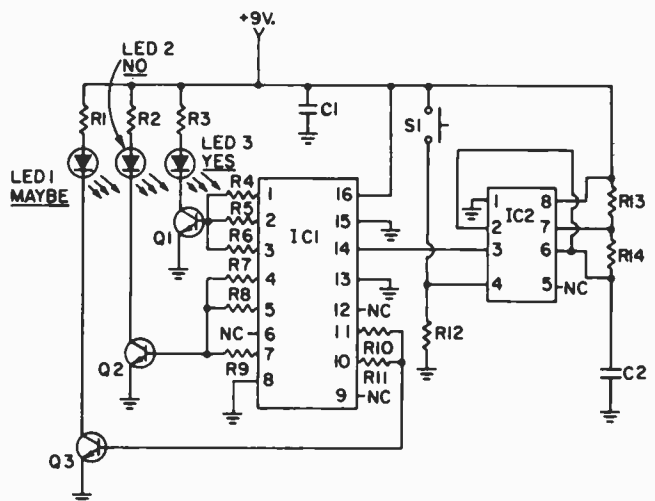 +9V.
LED 2
NO
R1
R2
R3
C1
S1
LED 3
YES
LED 1
MAYBE
Q1
R4
R5
R6
R7
R8
NC
R9
1
2
3
4
5
6
7
8
IC1
16
15
14
13
12
11
10
9
NC
R10
R11
NC
R12
1
2
3
4
IC2
8
7
6
5
NC
R13
R14
C2
Q2
Q3